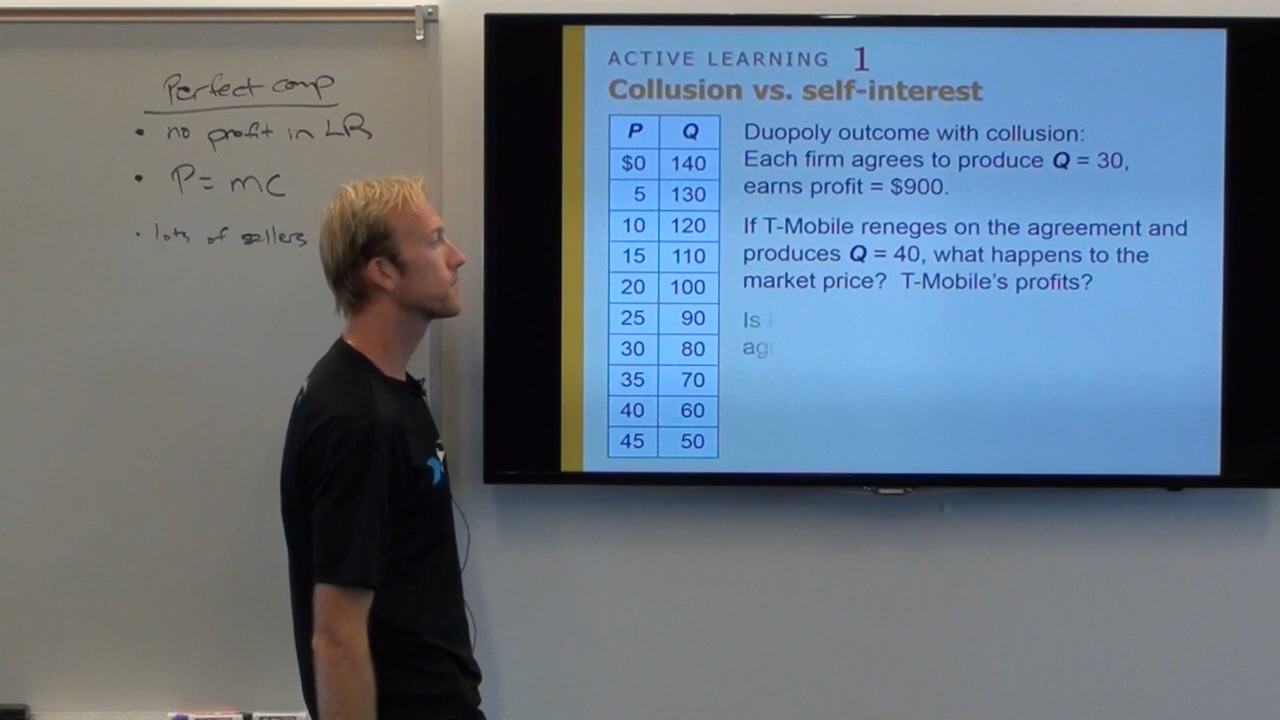 Perfect comp
• no profit in LR
• P = mc
• lots of sellers
ACTIVE LEARNING 1
Collusion vs. self-interest
P Q
$0 140
5 130
10 120
15 110
20 100
25 90
30 80
35 70
40 60
45 50
Duopoly outcome with collusion:
Each firm agrees to produce Q = 30,
earns profit = $900.
If T-Mobile reneges on the agreement and
produces Q = 40, what happens to the
market price? T-Mobile's profits?
Is
ag